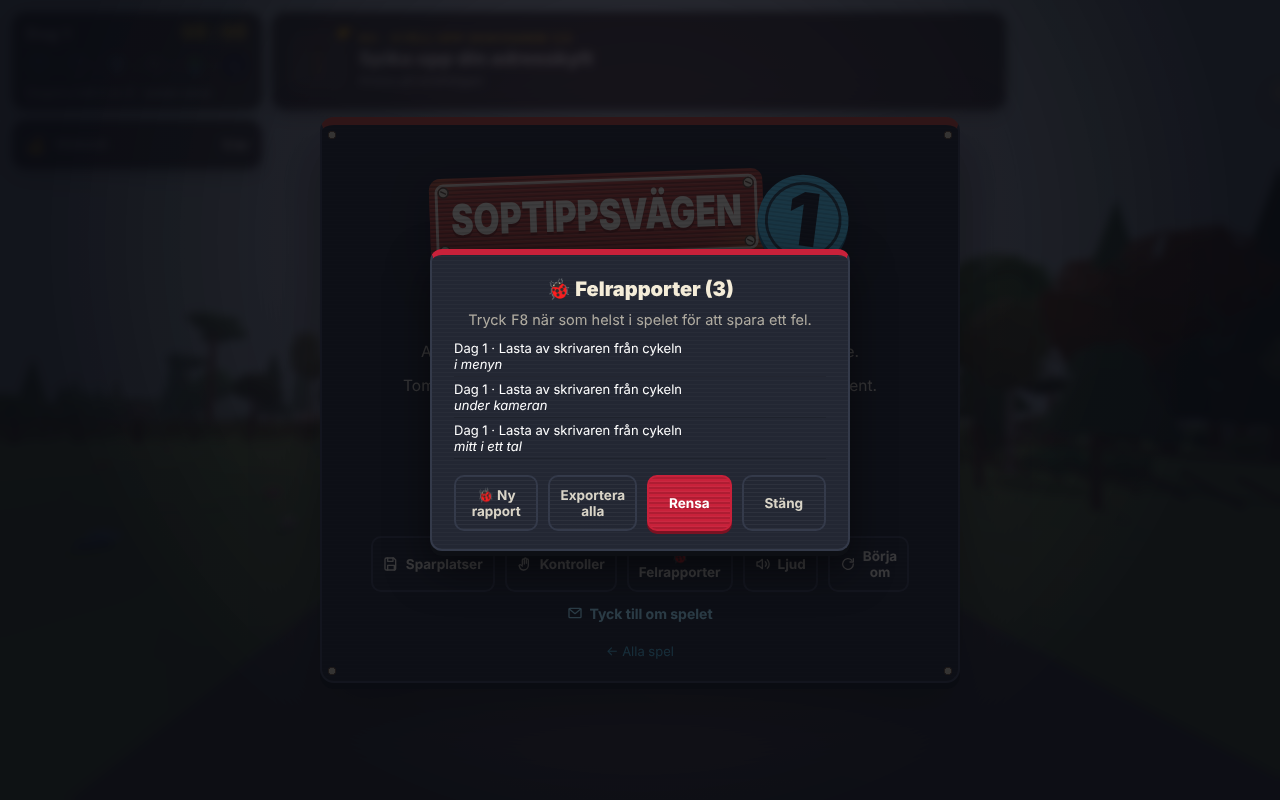 SOPTIPPSVÄGEN 1
🐞 Felrapporter (3)
Tryck F8 när som helst i spelet för att spara ett fel.
Dag 1 · Lasta av skrivaren från cykeln
i menyn
Dag 1 · Lasta av skrivaren från cykeln
under kameran
Dag 1 · Lasta av skrivaren från cykeln
mitt i ett tal
🐞 Ny
rapport
Exportera
alla
Rensa
Stäng
Sparplatser
Kontroller
Felrapporter
Ljud
Börja
om
Tyck till om spelet
← Alla spel